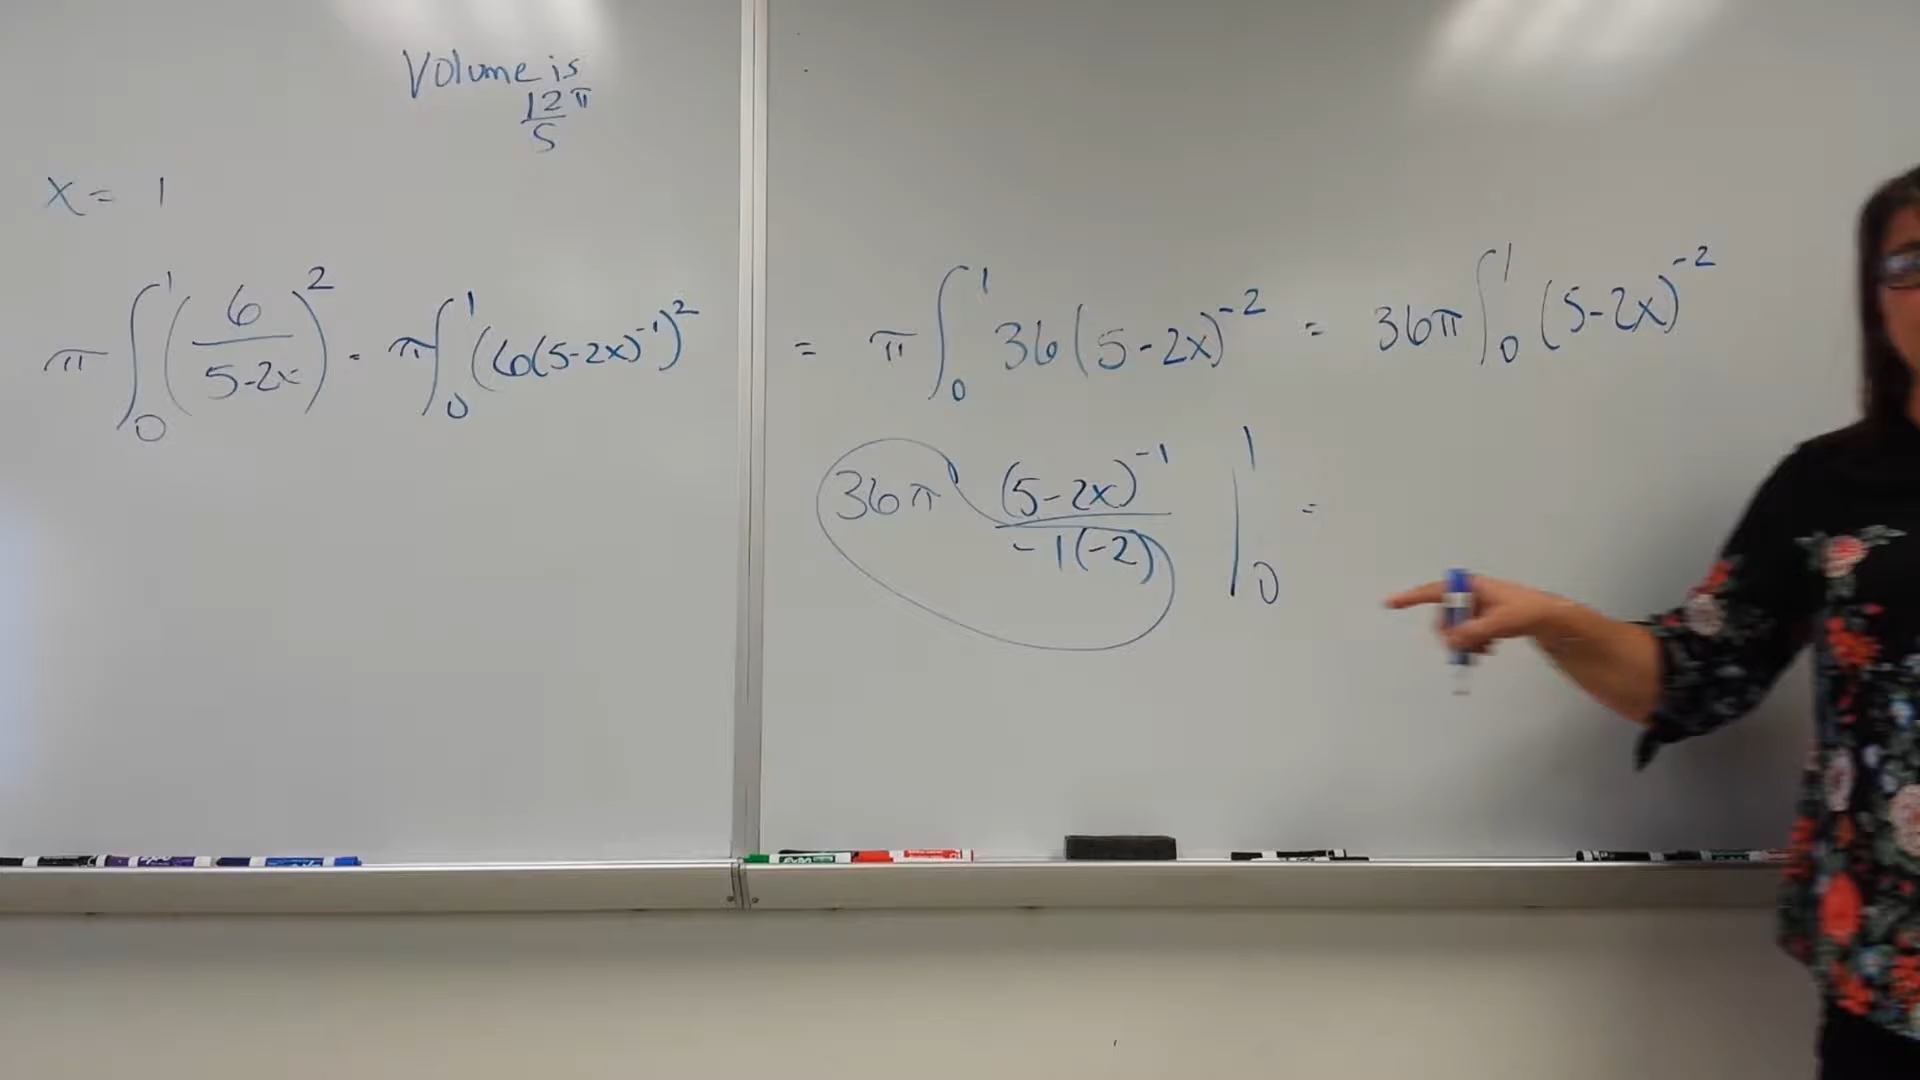 Volume is
12π/5
x = 1
π ∫₀¹ (6/(5-2x))² = π ∫₀¹ (6(5-2x)⁻¹)² = π ∫₀¹ 36(5-2x)⁻² = 36π ∫₀¹ (5-2x)⁻²
36π (5-2x)⁻¹/(-1(-2)) |₀¹ =